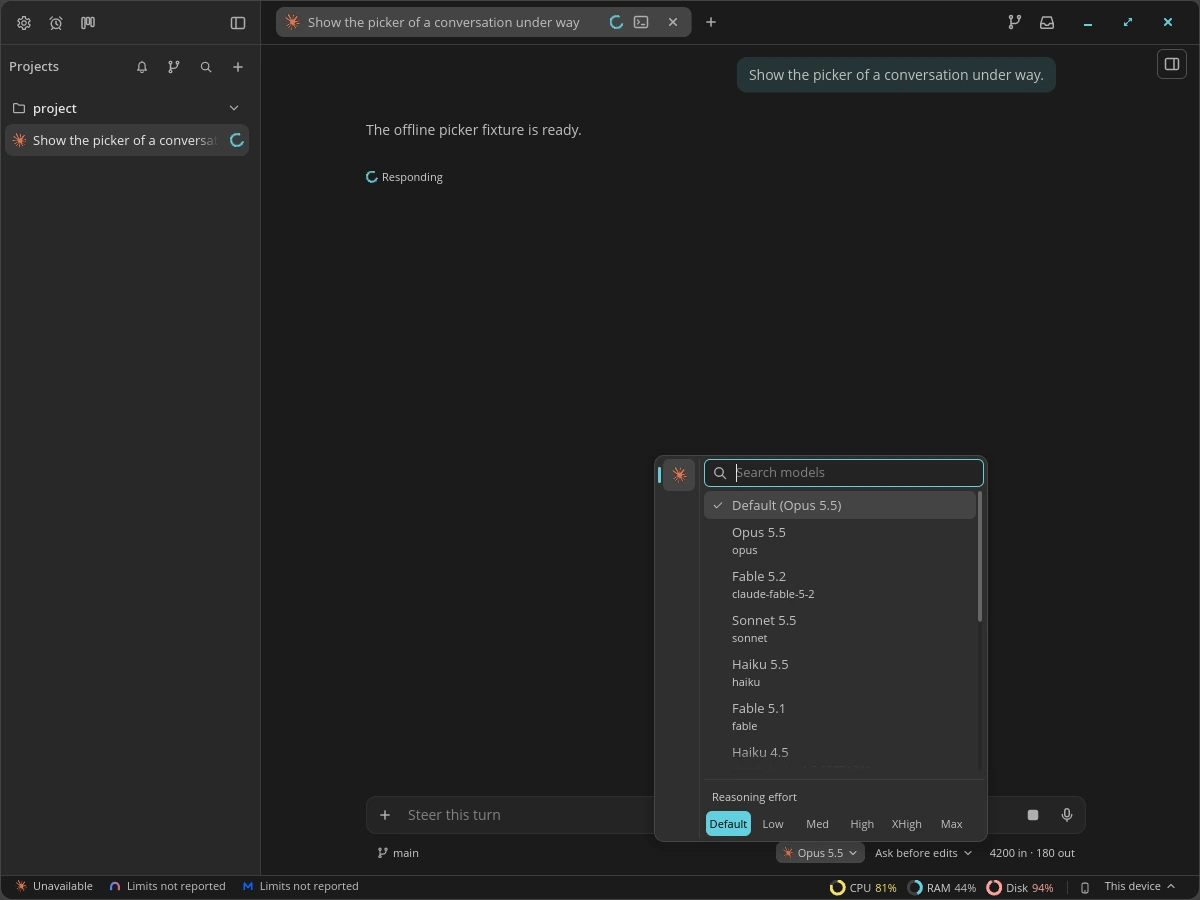 Show the picker of a conversation under way
Projects
Show the picker of a conversation under way.
project
Show the picker of a conversat
The offline picker fixture is ready.
Responding
Search models
Default (Opus 5.5)
Opus 5.5
opus
Fable 5.2
claude-fable-5-2
Sonnet 5.5
sonnet
Haiku 5.5
haiku
Fable 5.1
fable
Haiku 4.5
Reasoning effort
Default Low Med High XHigh Max
Steer this turn
main
Opus 5.5 Ask before edits 4200 in · 180 out
Unavailable Limits not reported Limits not reported CPU 81% RAM 44% Disk 94% This device